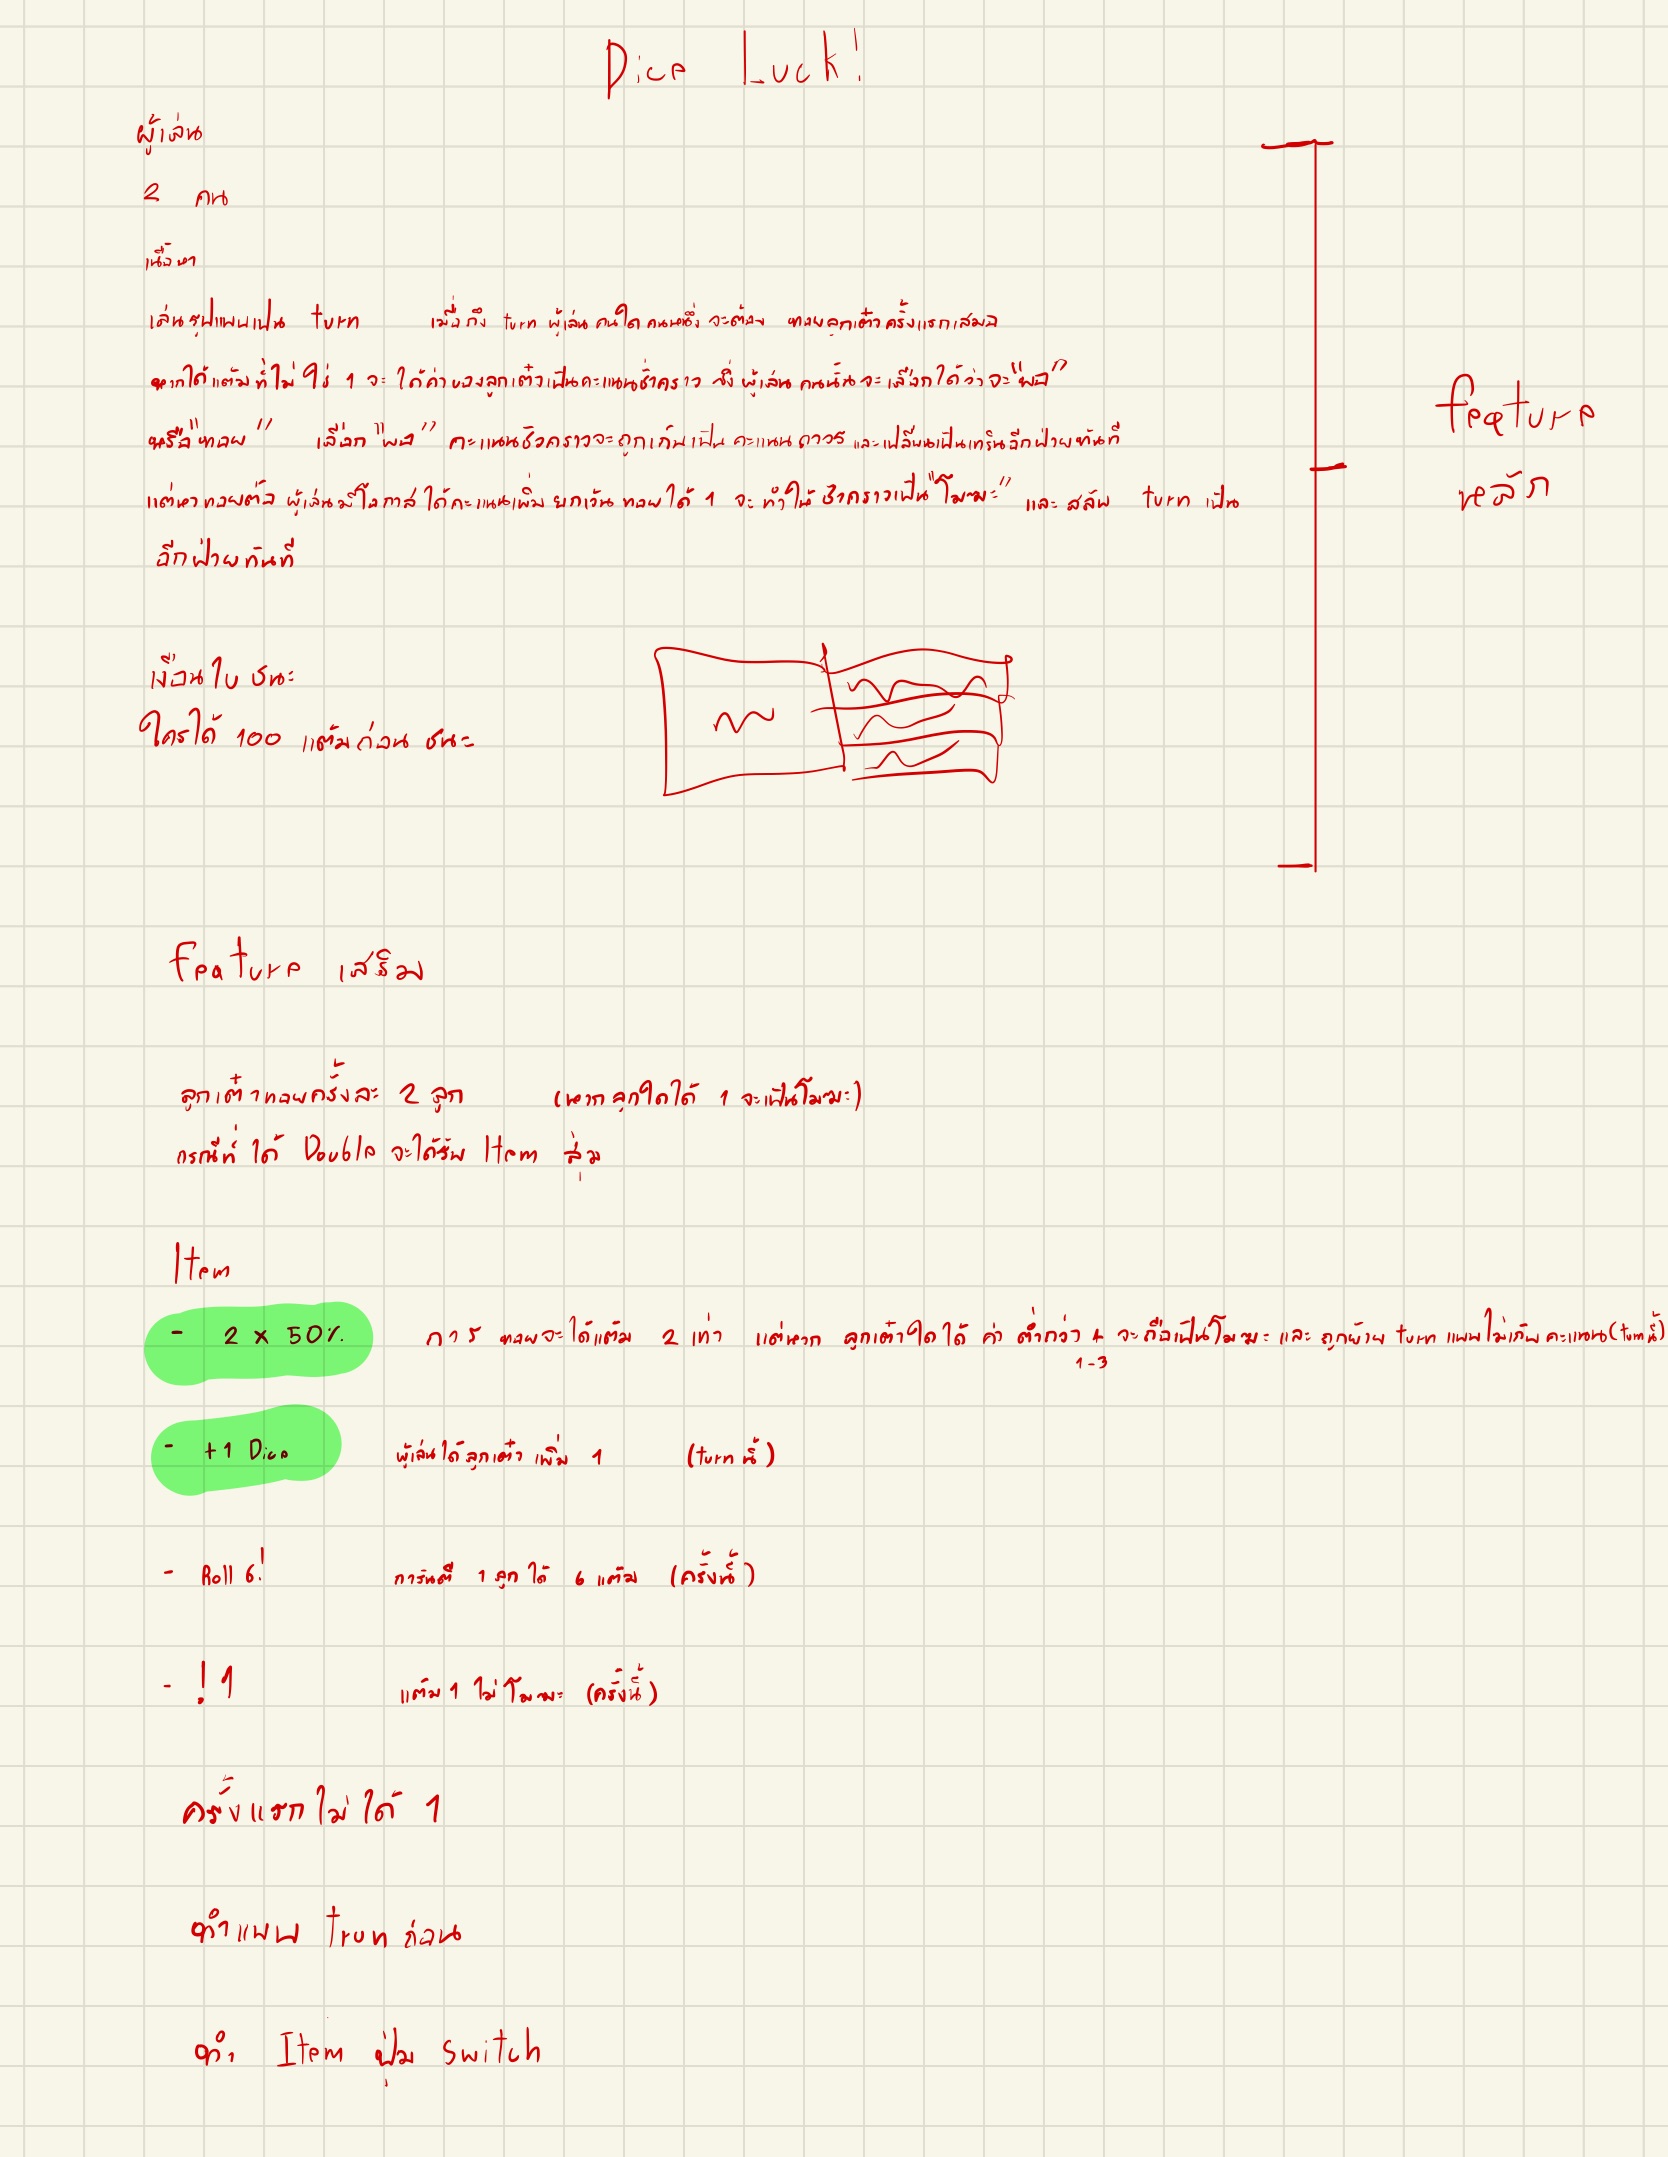 Dice Luck!
ผู้เล่น
2 คน
เนื้อหา
เล่นรูปแบบเป็น turn เมื่อถึง turn ผู้เล่นคนใดคนหนึ่ง จะต้อง ทอยลูกเต๋าครั้งแรกเสมอ
หากได้แต้มที่ไม่ใช่ 1 จะ ได้ค่าของลูกเต๋าเป็นคะแนนชั่วคราว ซึ่ง ผู้เล่น คนนั้นจะเลือกได้ว่าจะ"พอ"
หรือ"ทอย" เลือก "พอ" คะแนนชั่วคราวจะถูกเก็บเป็น คะแนนถาวร และเปลี่ยนเป็นเทรินอีกฝ่ายทันที
แต่หาทอยต่อ ผู้เล่นมีโอกาสได้คะแนนเพิ่ม ยกเว้นทอยได้ 1 จะทำให้ ชั่วคราวเป็น"โมฆะ" และ สลับ turn เป็น
อีกฝ่ายทันที
feature
หลัก
เงือนไข ชนะ
ใครได้ 100 แต้มก่อน ชนะ
feature เสริม
ลูกเต๋าทอยครั้งละ 2 ลูก (หากลูกใดได้ 1 จะเป็นโมฆะ)
กรณีที่ ได้ Double จะได้รับ Item สุ่ม
Item
- 2 x 50% การ ทอยจะได้แต้ม 2 เท่า แต่หาก ลูกเต๋าใดได้ ค่า ต่ำกว่า 4 จะถือเป็นโมฆะ และ ถูกย้าย turn แบบไม่เก็บคะแนน(turnนี้)
1-3
- +1 Dice ผู้เล่นได้ลูกเต๋า เพิ่ม 1 (turn นี้)
- Roll 6! การันตี 1 ลูกได้ 6 แต้ม (ครั้งนี้)
- !1 แต้ม 1 ไม่โมฆะ (ครั้งนี้)
ครั้งแรกไม่ได้ 1
ทำแบบ trun ก่อน
ทำ Item ปุ่ม switch